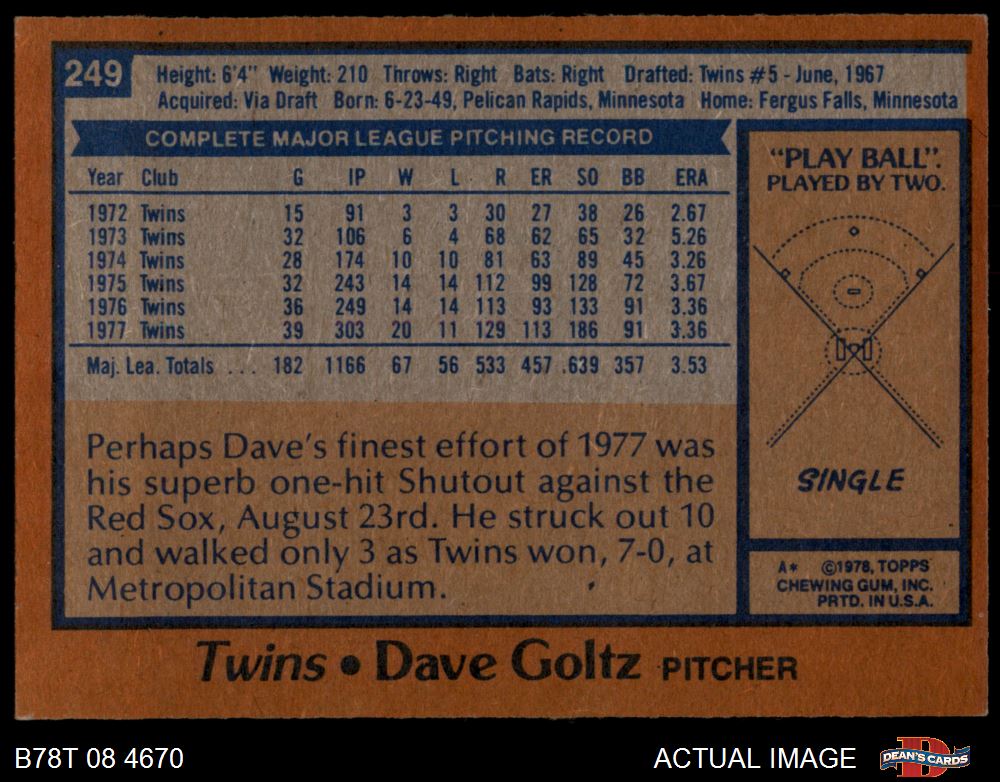 249
Height: 6'4" Weight: 210 Throws: Right Bats: Right Drafted: Twins #5 - June, 1967
Acquired: Via Draft Born: 6-23-49, Pelican Rapids, Minnesota Home: Fergus Falls, Minnesota
COMPLETE MAJOR LEAGUE PITCHING RECORD
Year Club G IP W L R ER SO BB ERA
1972 Twins 15 91 3 3 30 27 38 26 2.67
1973 Twins 32 106 6 4 68 62 65 32 5.26
1974 Twins 28 174 10 10 81 63 89 45 3.26
1975 Twins 32 243 14 14 112 99 128 72 3.67
1976 Twins 36 249 14 14 113 93 133 91 3.36
1977 Twins 39 303 20 11 129 113 186 91 3.36
Maj. Lea. Totals . . . 182 1166 67 56 533 457 .639 357 3.53
Perhaps Dave's finest effort of 1977 was
his superb one-hit Shutout against the
Red Sox, August 23rd. He struck out 10
and walked only 3 as Twins won, 7-0, at
Metropolitan Stadium.
"PLAY BALL".
PLAYED BY TWO.
SINGLE
A* ©1978, TOPPS
CHEWING GUM, INC.
PRTD. IN U.S.A.
Twins • Dave Goltz PITCHER
B78T 08 4670
ACTUAL IMAGE
DEAN'S CARDS